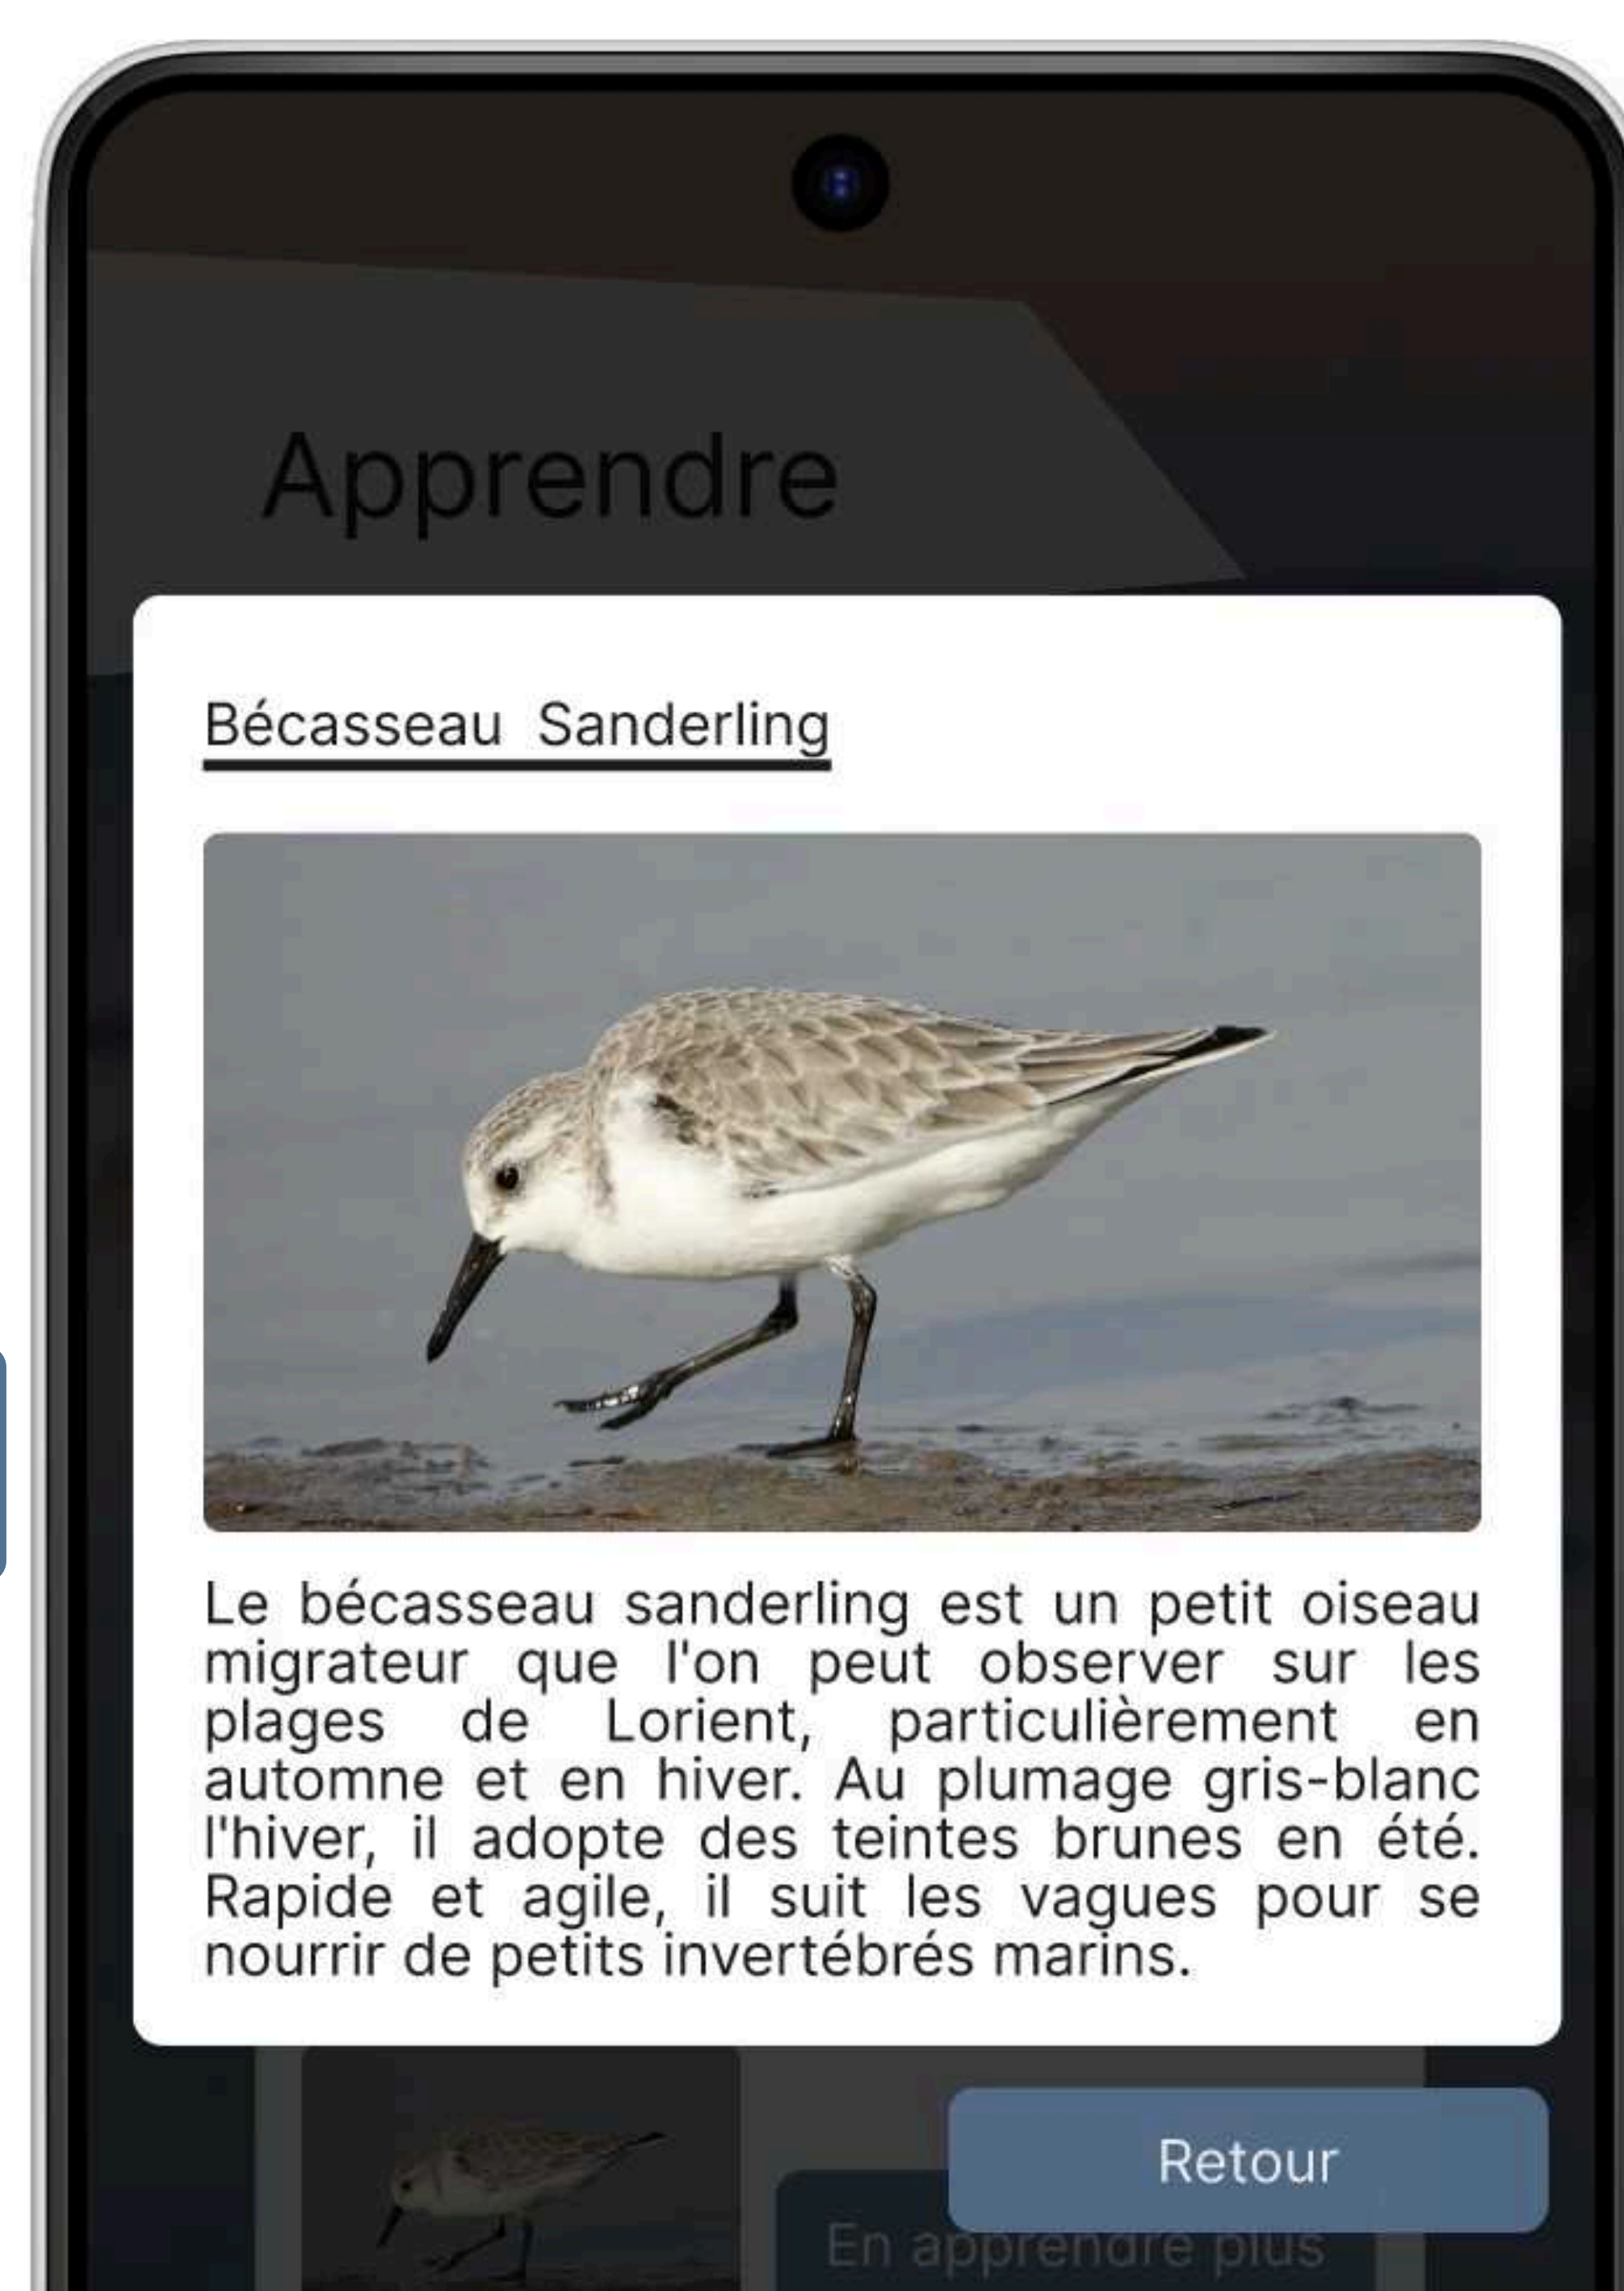 Apprendre
Bécasseau Sanderling
Le bécasseau sanderling est un petit oiseau
migrateur que l'on peut observer sur les
plages de Lorient, particulièrement en
automne et en hiver. Au plumage gris-blanc
l'hiver, il adopte des teintes brunes en été.
Rapide et agile, il suit les vagues pour se
nourrir de petits invertébrés marins.
Retour
En apprendre plus